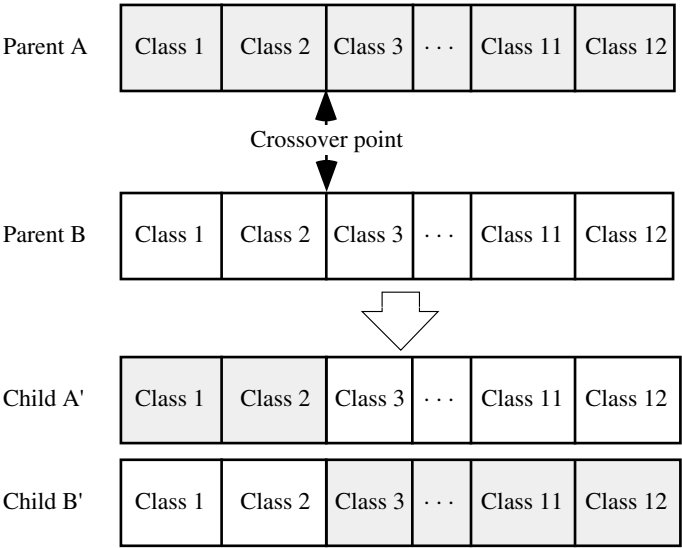 Parent A Class 1 Class 2 Class 3 · · · Class 11 Class 12
Crossover point
Parent B Class 1 Class 2 Class 3 · · · Class 11 Class 12
Child A' Class 1 Class 2 Class 3 · · · Class 11 Class 12
Child B' Class 1 Class 2 Class 3 · · · Class 11 Class 12